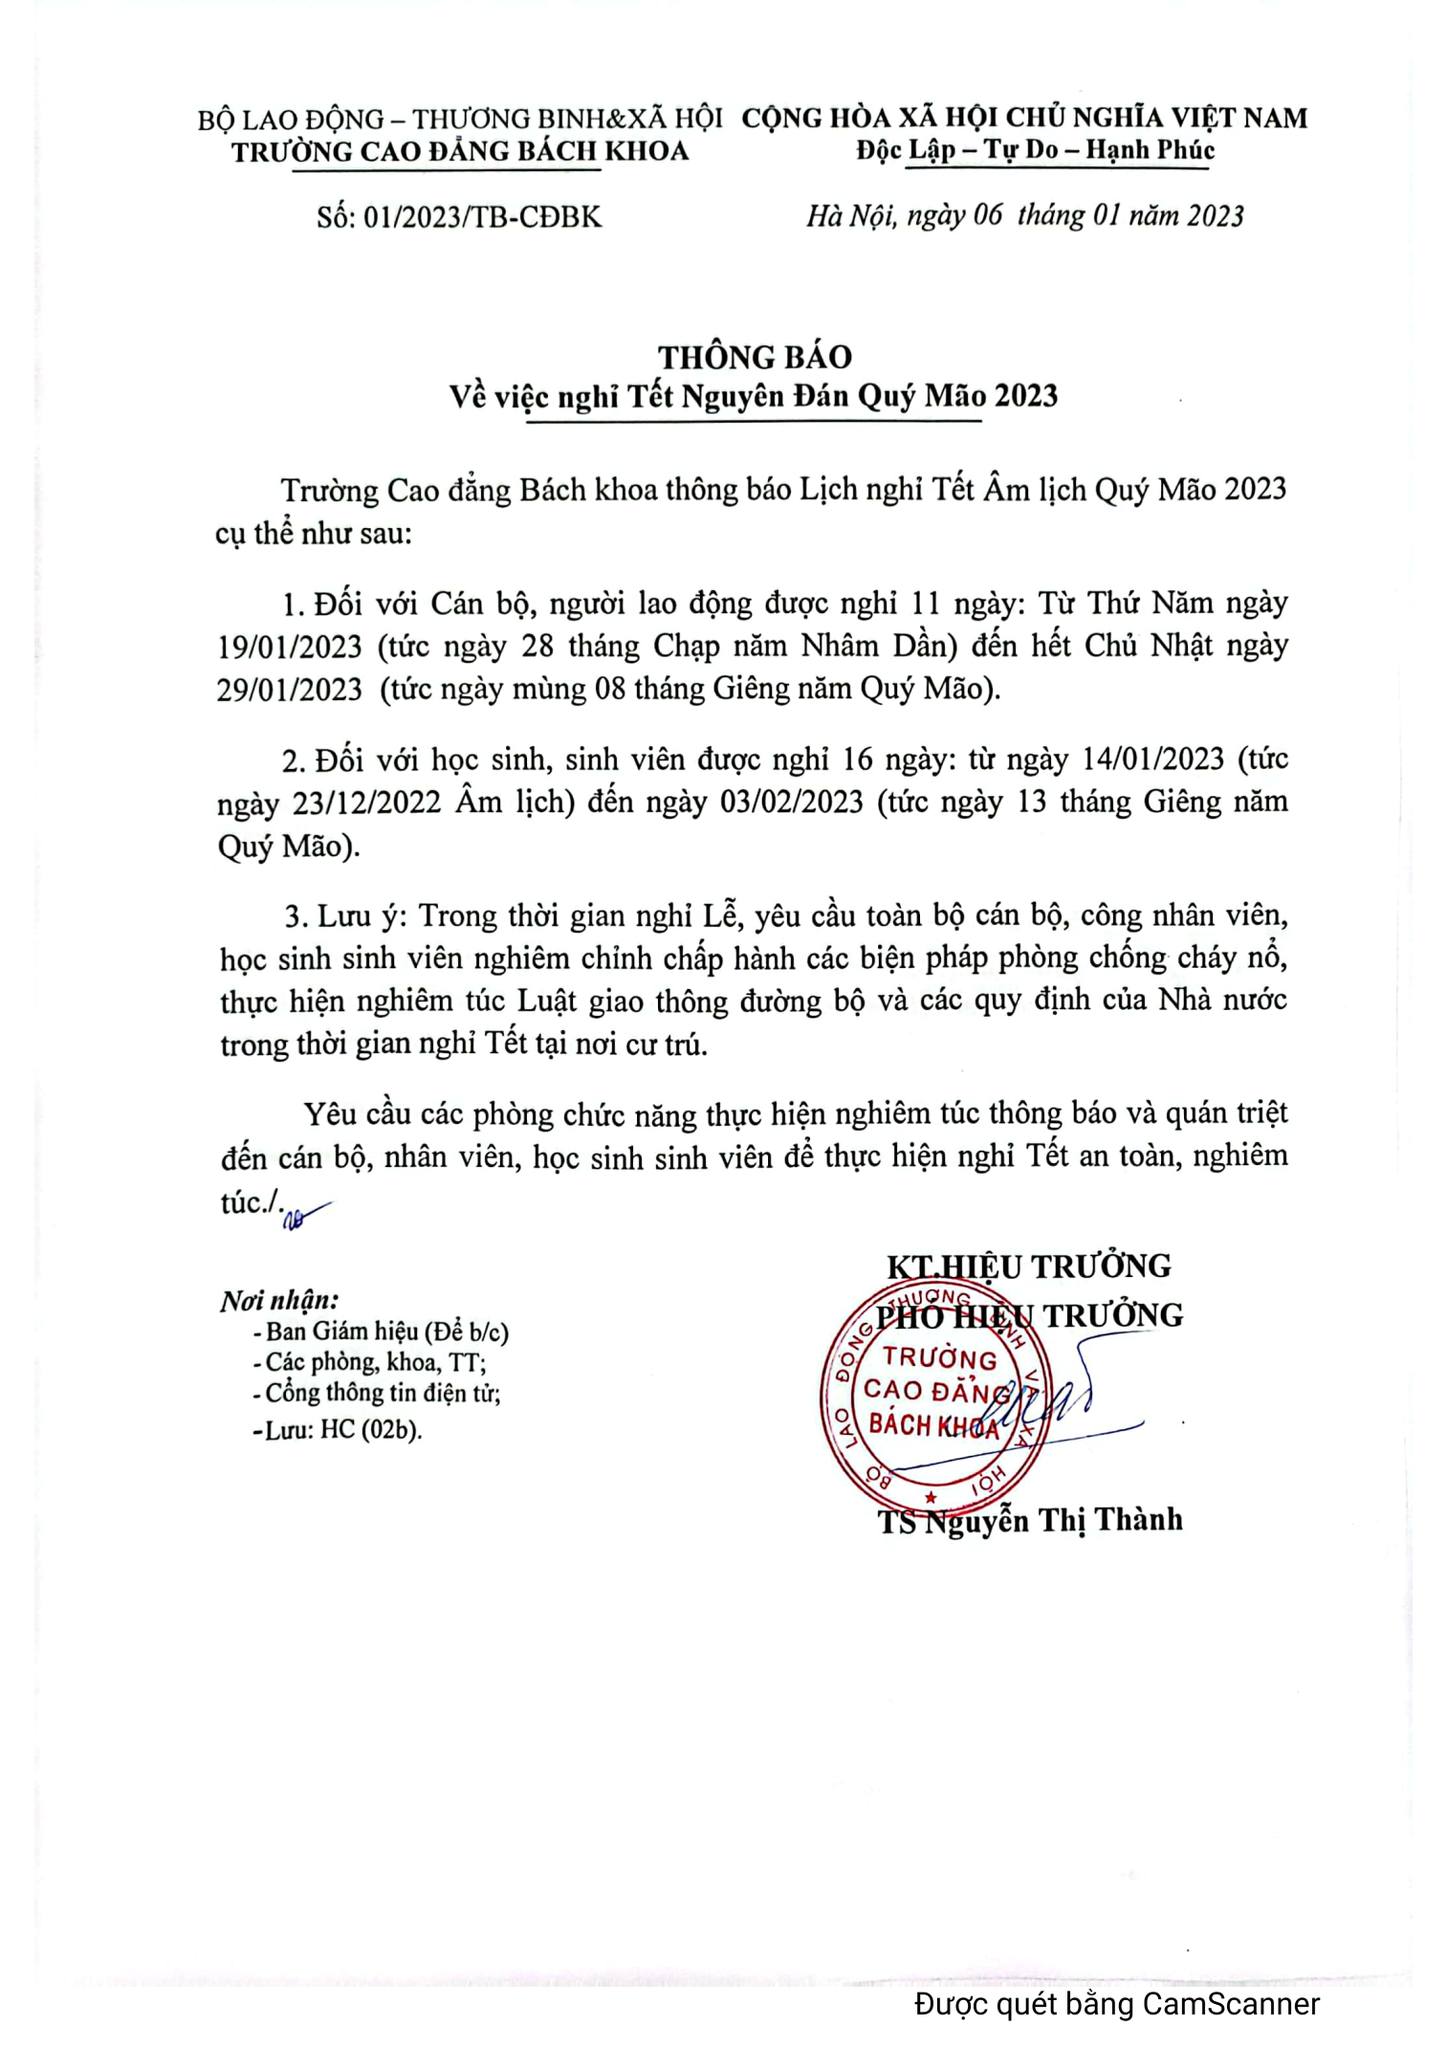 BỘ LAO ĐỘNG – THƯƠNG BINH&XÃ HỘI
TRƯỜNG CAO ĐẲNG BÁCH KHOA
Số: 01/2023/TB-CĐBK
CỘNG HÒA XÃ HỘI CHỦ NGHĨA VIỆT NAM
Độc Lập – Tự Do – Hạnh Phúc
Hà Nội, ngày 06 tháng 01 năm 2023
THÔNG BÁO
Về việc nghỉ Tết Nguyên Đán Quý Mão 2023
Trường Cao đẳng Bách khoa thông báo Lịch nghỉ Tết Âm lịch Quý Mão 2023
cụ thể như sau:
1. Đối với Cán bộ, người lao động được nghỉ 11 ngày: Từ Thứ Năm ngày
19/01/2023 (tức ngày 28 tháng Chạp năm Nhâm Dần) đến hết Chủ Nhật ngày
29/01/2023 (tức ngày mùng 08 tháng Giêng năm Quý Mão).
2. Đối với học sinh, sinh viên được nghỉ 16 ngày: từ ngày 14/01/2023 (tức
ngày 23/12/2022 Âm lịch) đến ngày 03/02/2023 (tức ngày 13 tháng Giêng năm
Quý Mão).
3. Lưu ý: Trong thời gian nghỉ Lễ, yêu cầu toàn bộ cán bộ, công nhân viên,
học sinh sinh viên nghiêm chỉnh chấp hành các biện pháp phòng chống cháy nổ,
thực hiện nghiêm túc Luật giao thông đường bộ và các quy định của Nhà nước
trong thời gian nghỉ Tết tại nơi cư trú.
Yêu cầu các phòng chức năng thực hiện nghiêm túc thông báo và quán triệt
đến cán bộ, nhân viên, học sinh sinh viên để thực hiện nghỉ Tết an toàn, nghiêm
túc./.
Nơi nhận:
- Ban Giám hiệu (Để b/c)
- Các phòng, khoa, TT;
- Cổng thông tin điện tử;
- Lưu: HC (02b).
KT.HIỆU TRƯỞNG
PHÓ HIỆU TRƯỞNG
BỘ LAO ĐỘNG THƯƠNG BINH VÀ XÃ HỘI
TRƯỜNG
CAO ĐẲNG
BÁCH KHOA
TS Nguyễn Thị Thành
Được quét bằng CamScanner